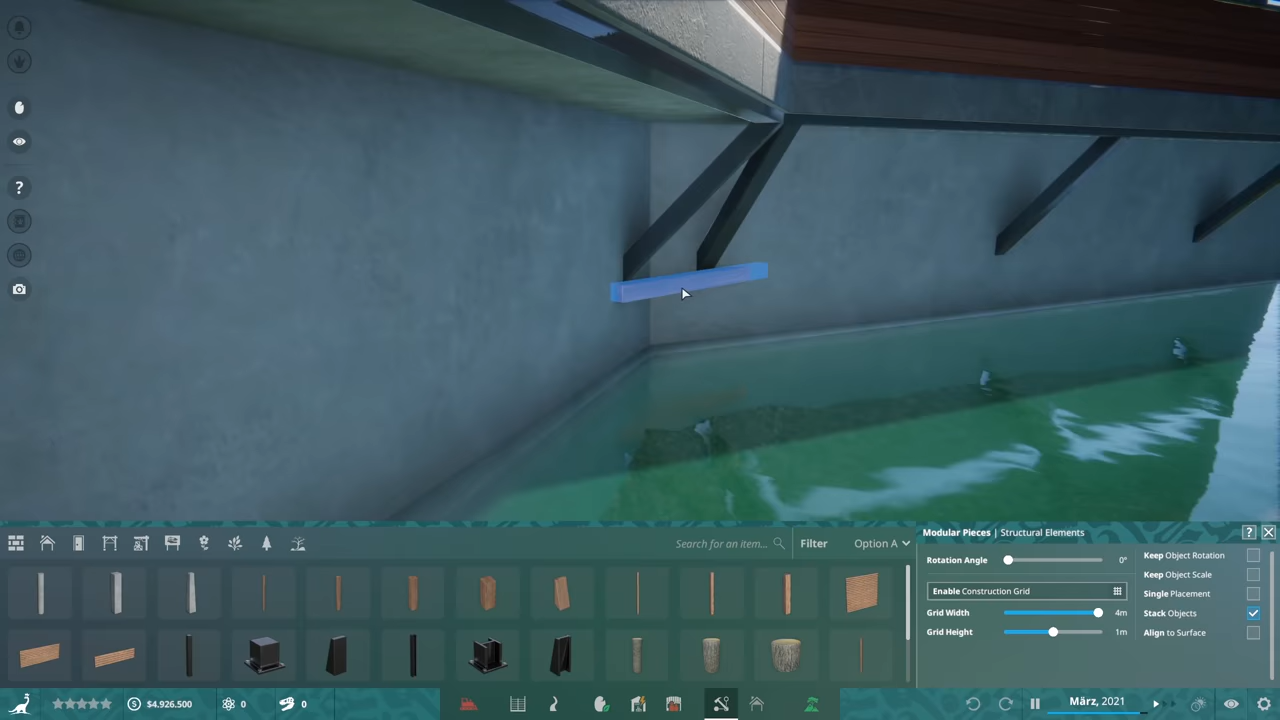 ?
Search for an item...
Filter
Option A
Modular Pieces | Structural Elements
?
Rotation Angle
0°
Enable Construction Grid
Grid Width
4m
Grid Height
1m
Keep Object Rotation
Keep Object Scale
Single Placement
Stack Objects
Align to Surface
$4.926.500
0
0
März, 2021